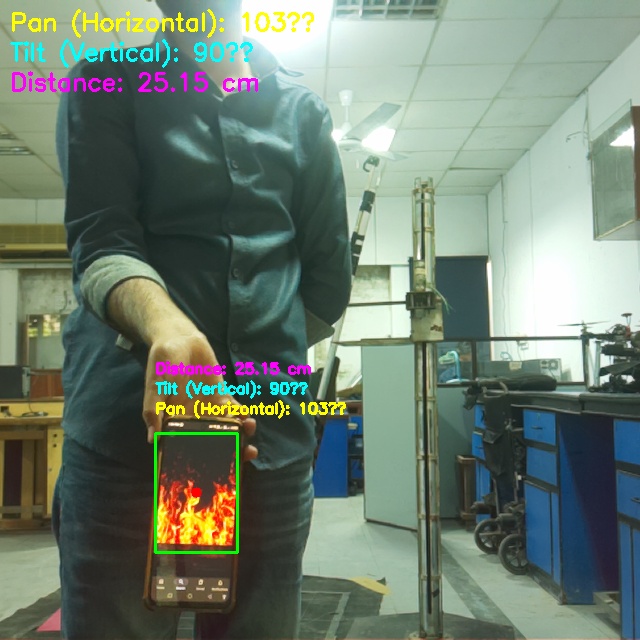 Pan (Horizontal): 103??
Tilt (Vertical): 90??
Distance: 25.15 cm
Distance: 25.15 cm
Tilt (Vertical): 90??
Pan (Horizontal): 103??